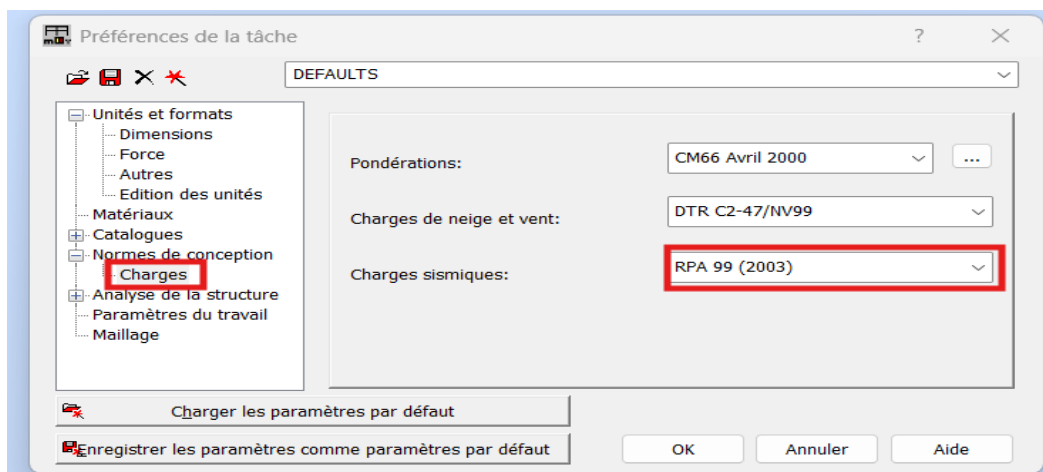 Préférences de la tâche
DEFAULTS
Unités et formats
Dimensions
Force
Autres
Edition des unités
Matériaux
Catalogues
Normes de conception
Charges
Analyse de la structure
Paramètres du travail
Maillage
Pondérations: CM66 Avril 2000 ...
Charges de neige et vent: DTR C2-47/NV99
Charges sismiques: RPA 99 (2003)
Charger les paramètres par défaut
Enregistrer les paramètres comme paramètres par défaut
OK Annuler Aide